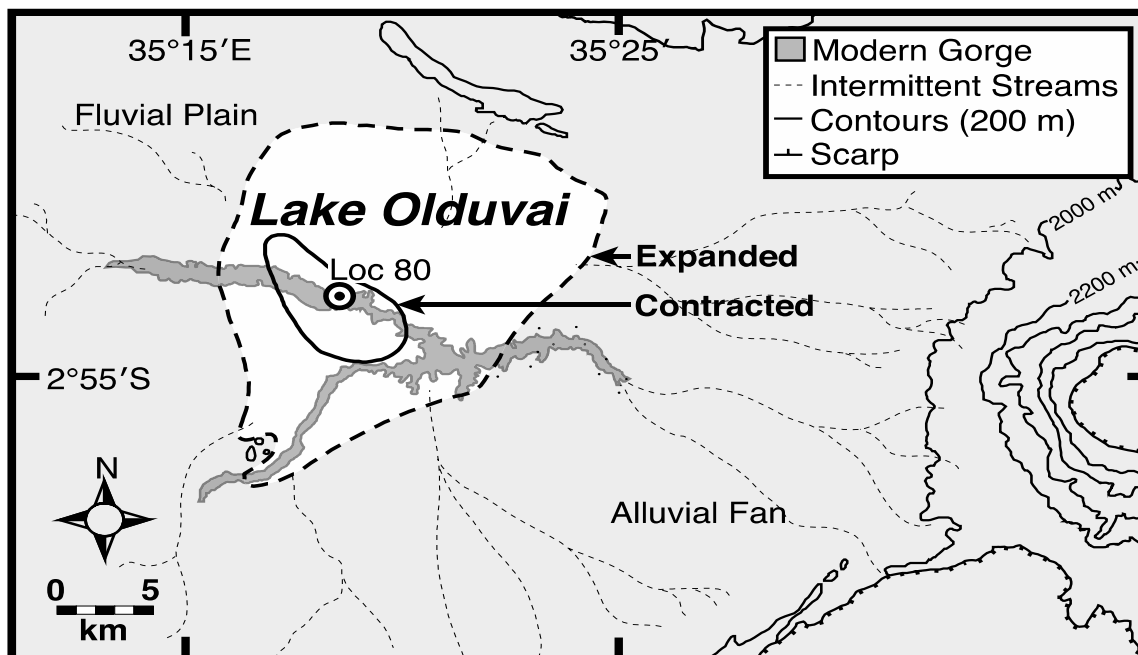 35°15′E
35°25′
Modern Gorge
Intermittent Streams
Contours (200 m)
Scarp
Fluvial Plain
Lake Olduvai
2000 m
Expanded
Loc 80
2200 m
Contracted
2°55′S
N
Alluvial Fan
0 5
km